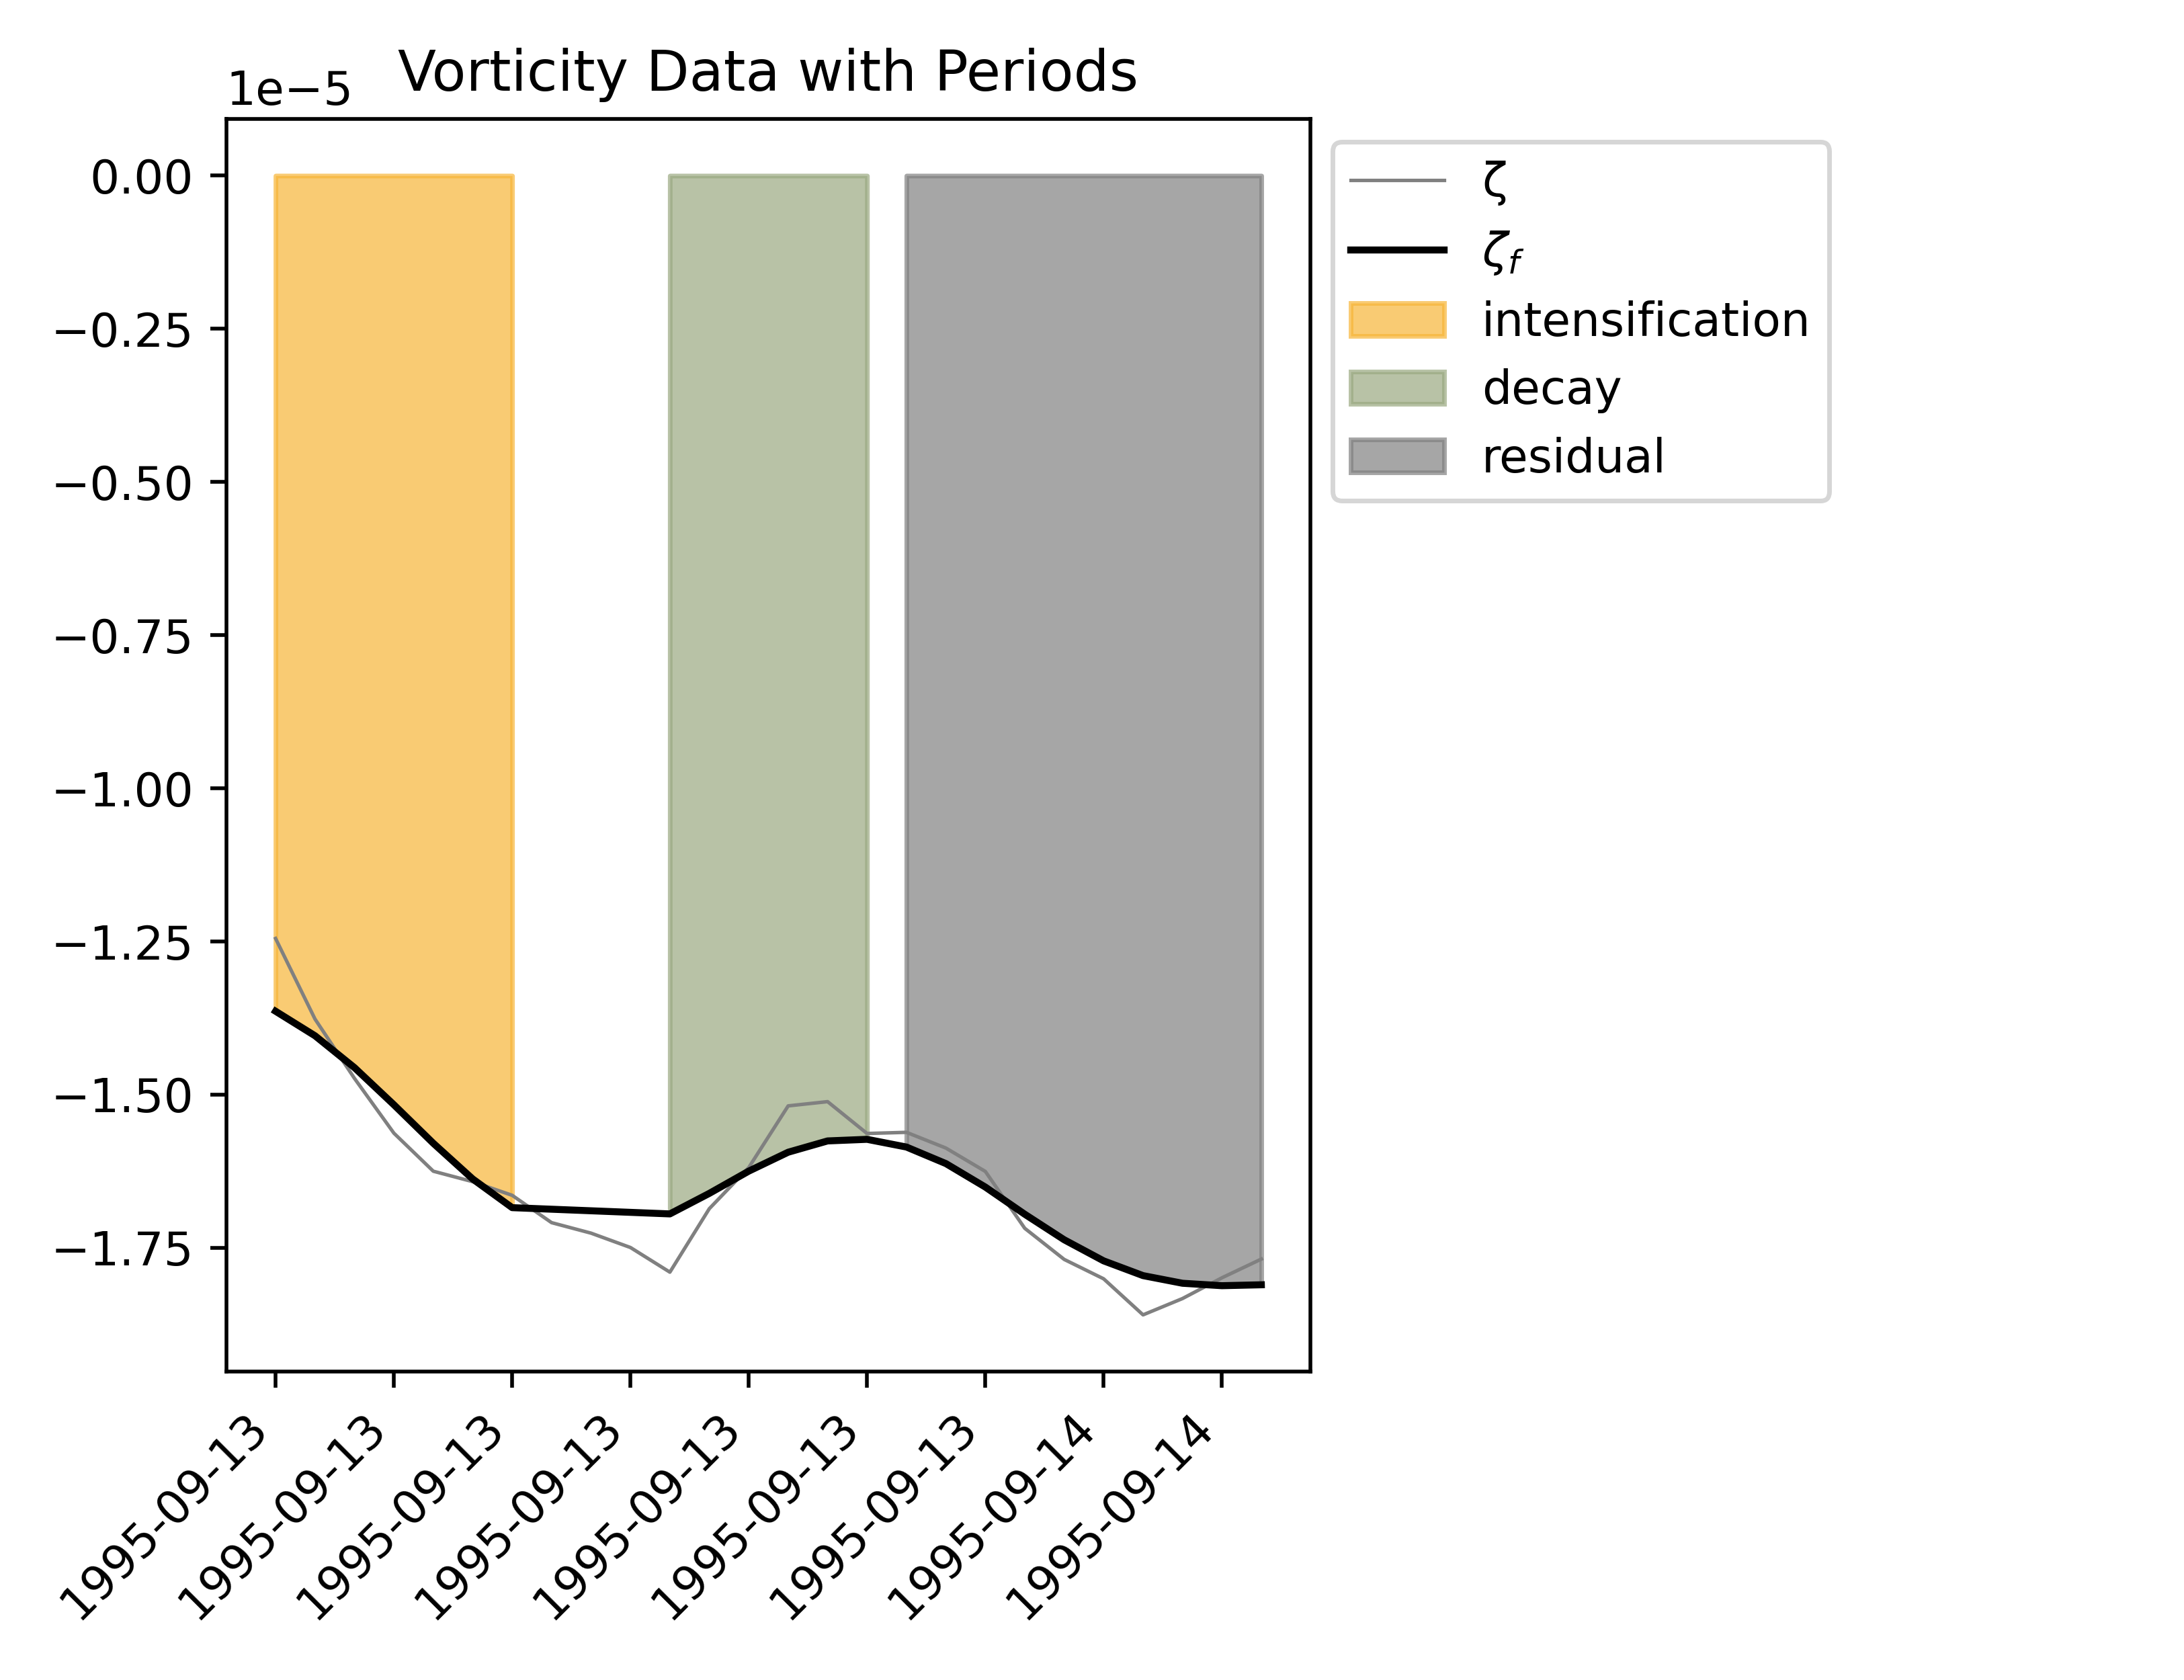 Vorticity Data with Periods
1e−5
0.00
−0.25
−0.50
−0.75
−1.00
−1.25
−1.50
−1.75
1995-09-13
1995-09-13
1995-09-13
1995-09-13
1995-09-13
1995-09-13
1995-09-13
1995-09-14
1995-09-14
ζ
ζf
intensification
decay
residual